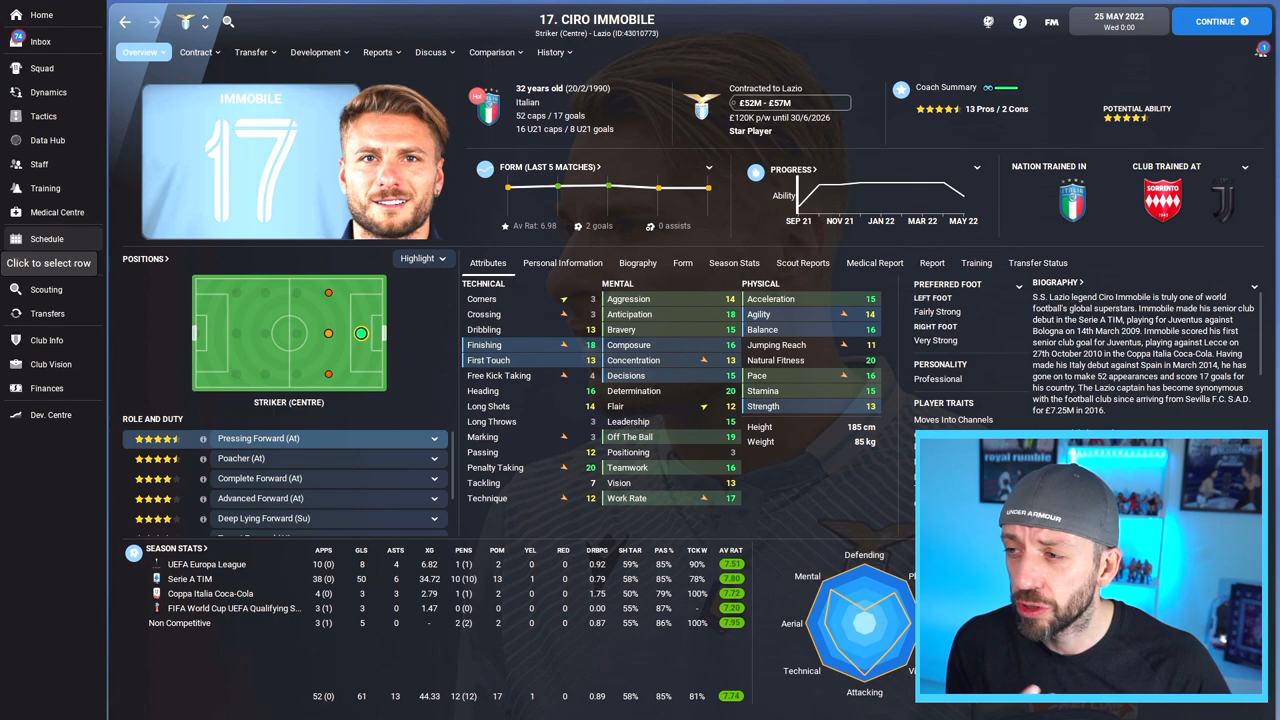 Home
74
Inbox
Squad
Dynamics
Tactics
Data Hub
Staff
Training
Medical Centre
Schedule
Click to select row
Scouting
Transfers
Club Info
Club Vision
Finances
Dev. Centre
17. CIRO IMMOBILE
Striker (Centre) - Lazio (ID:43010773)
?
FM
25 MAY 2022
Wed 0:00
CONTINUE
Overview
Contract
Transfer
Development
Reports
Discuss
Comparison
History
1
IMMOBILE
17
Hol
32 years old (20/2/1990)
Italian
52 caps / 17 goals
16 U21 caps / 8 U21 goals
Contracted to Lazio
£52M - £57M
£120K p/w until 30/6/2026
Star Player
Coach Summary
13 Pros / 2 Cons
POTENTIAL ABILITY
FORM (LAST 5 MATCHES)
Av Rat: 6.98
2 goals
0 assists
PROGRESS
Ability
SEP 21 NOV 21 JAN 22 MAR 22 MAY 22
NATION TRAINED IN
ITALIA
CLUB TRAINED AT
SORRENTO
1945
POSITIONS
Highlight
STRIKER (CENTRE)
ROLE AND DUTY
Pressing Forward (At)
Poacher (At)
Complete Forward (At)
Advanced Forward (At)
Deep Lying Forward (Su)
Attributes
Personal Information
Biography
Form
Season Stats
Scout Reports
Medical Report
Report
Training
Transfer Status
TECHNICAL
Corners 3
Crossing 3
Dribbling 13
Finishing 18
First Touch 13
Free Kick Taking 4
Heading 16
Long Shots 14
Long Throws 3
Marking 3
Passing 12
Penalty Taking 20
Tackling 7
Technique 12
MENTAL
Aggression 14
Anticipation 18
Bravery 15
Composure 16
Concentration 13
Decisions 15
Determination 20
Flair 12
Leadership 15
Off The Ball 19
Positioning 3
Teamwork 16
Vision 13
Work Rate 17
PHYSICAL
Acceleration 15
Agility 14
Balance 16
Jumping Reach 11
Natural Fitness 20
Pace 16
Stamina 15
Strength 13
Height 185 cm
Weight 85 kg
PREFERRED FOOT
LEFT FOOT
Fairly Strong
RIGHT FOOT
Very Strong
PERSONALITY
Professional
PLAYER TRAITS
Moves Into Channels
BIOGRAPHY
S.S. Lazio legend Ciro Immobile is truly one of world
football's global superstars. Immobile made his senior club
debut in the Serie A TIM, playing for Juventus against
Bologna on 14th March 2009. Immobile scored his first
senior club goal for Juventus, playing against Lecce on
27th October 2010 in the Coppa Italia Coca-Cola. Having
made his Italy debut against Spain in March 2014, he has
gone on to make 52 appearances and score 17 goals for
his country. The Lazio captain has become synonymous
with the football club since arriving from Sevilla F.C. S.A.D.
for £7.25M in 2016.
SEASON STATS
APPS GLS ASTS XG PENS POM YEL RED DRBPG SH TAR PAS % TCK W AV RAT
UEFA Europa League 10 (0) 8 4 6.82 1 (1) 2 0 0 0.92 59% 85% 90% 7.51
Serie A TIM 38 (0) 50 6 34.72 10 (10) 13 1 0 0.79 58% 85% 78% 7.80
Coppa Italia Coca-Cola 4 (0) 3 3 2.79 1 (1) 2 0 0 1.75 50% 79% 100% 7.72
FIFA World Cup UEFA Qualifying S... 3 (1) 3 0 1.47 0 (0) 0 0 0 0.00 55% 87% - 7.20
Non Competitive 3 (1) 5 0 - 2 (2) 2 0 0 0.87 55% 86% 100% 7.95
52 (0) 61 13 44.33 12 (12) 17 1 0 0.89 58% 85% 81% 7.74
Defending
Mental
Aerial
Technical
Attacking
royal rumble
UNDER ARMOUR